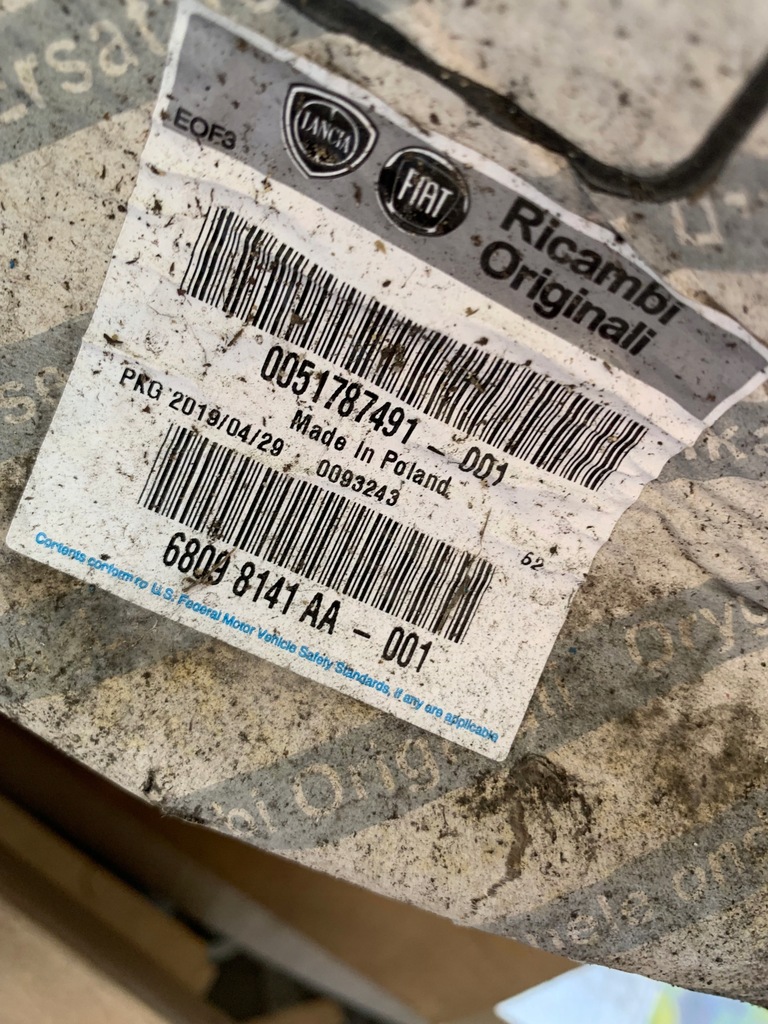 EOF3
LANCIA
FIAT
Ricambi
Originali
0051787491 - 001
Made In Poland
PKG 2019/04/29 0093243
62
6809 8141 AA - 001
Contents conform to U.S. Federal Motor Vehicle Safety Standards, if any are applicable